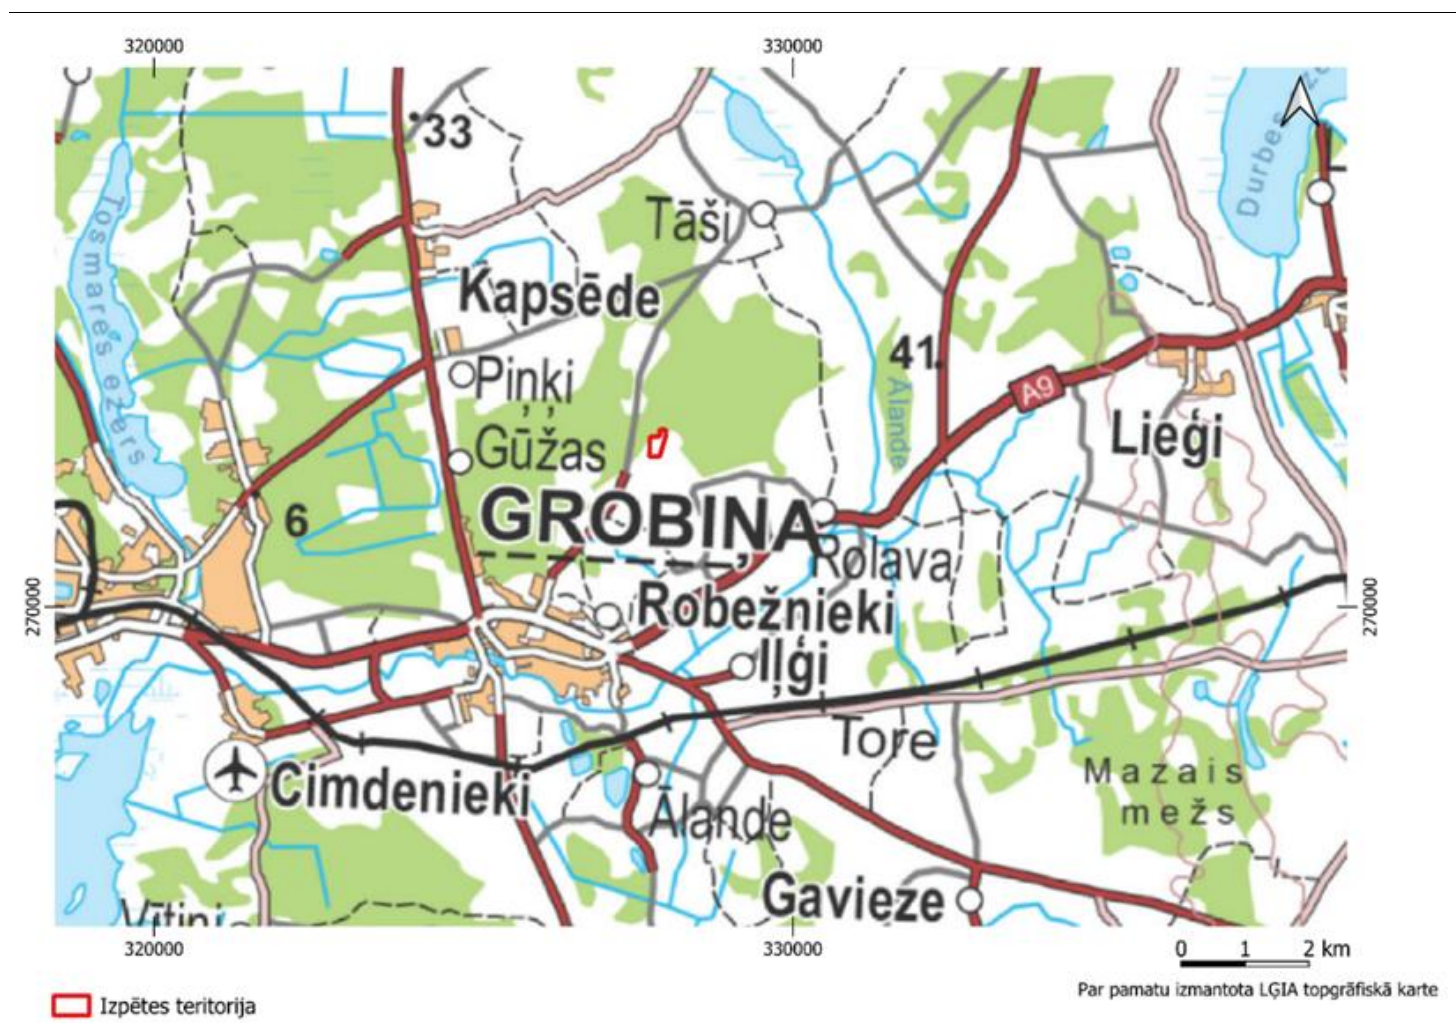 320000 330000
33
Durbes
Tāši
Tosmares ezers
Kapsēde
41
A9
Piņķi
Ālande
Lieģi
Gūžas
6
GROBIŅA
Rolava
270000
Robežnieki
270000
Iļģi
Tore
Mazais
mežs
Cimdenieki
Ālande
Gavieze
320000 330000
0 1 2 km
Par pamatu izmantota LĢIA topgrāfiskā karte
Izpētes teritorija